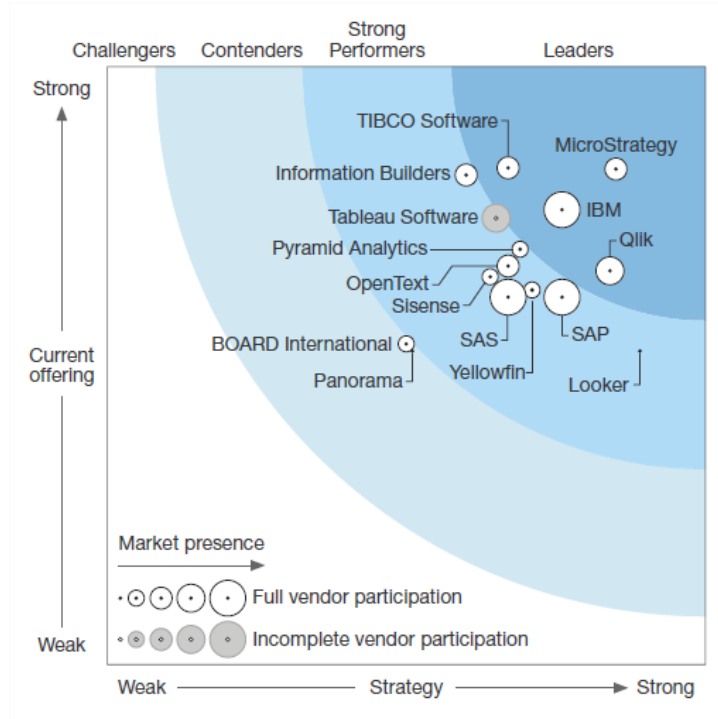 Strong
Challengers Contenders Performers Leaders
Strong
TIBCO Software
MicroStrategy
Information Builders
Tableau Software
IBM
Qlik
Pyramid Analytics
OpenText
Sisense
SAS
SAP
BOARD International
Yellowfin
Panorama
Looker
Current
offering
Market presence
Full vendor participation
Incomplete vendor participation
Weak
Weak Strategy Strong